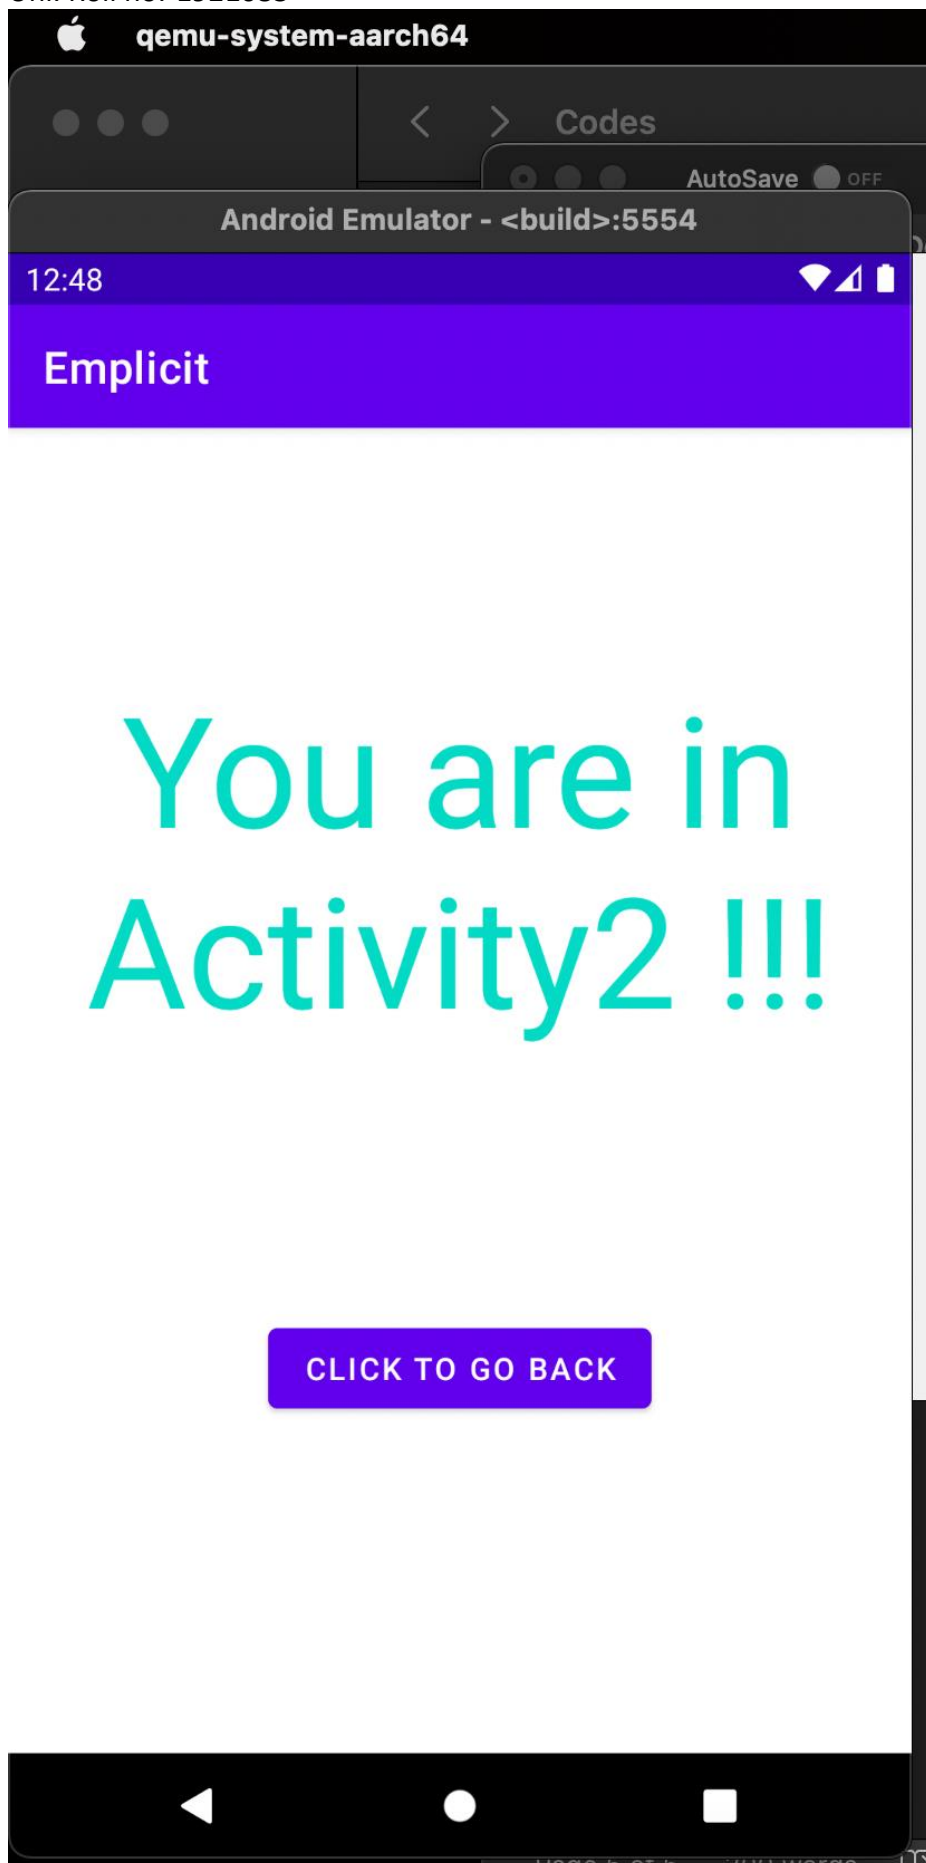 qemu-system-aarch64
Codes
AutoSave OFF
Android Emulator - <build>:5554
12:48
Emplicit
You are in
Activity2 !!!
CLICK TO GO BACK